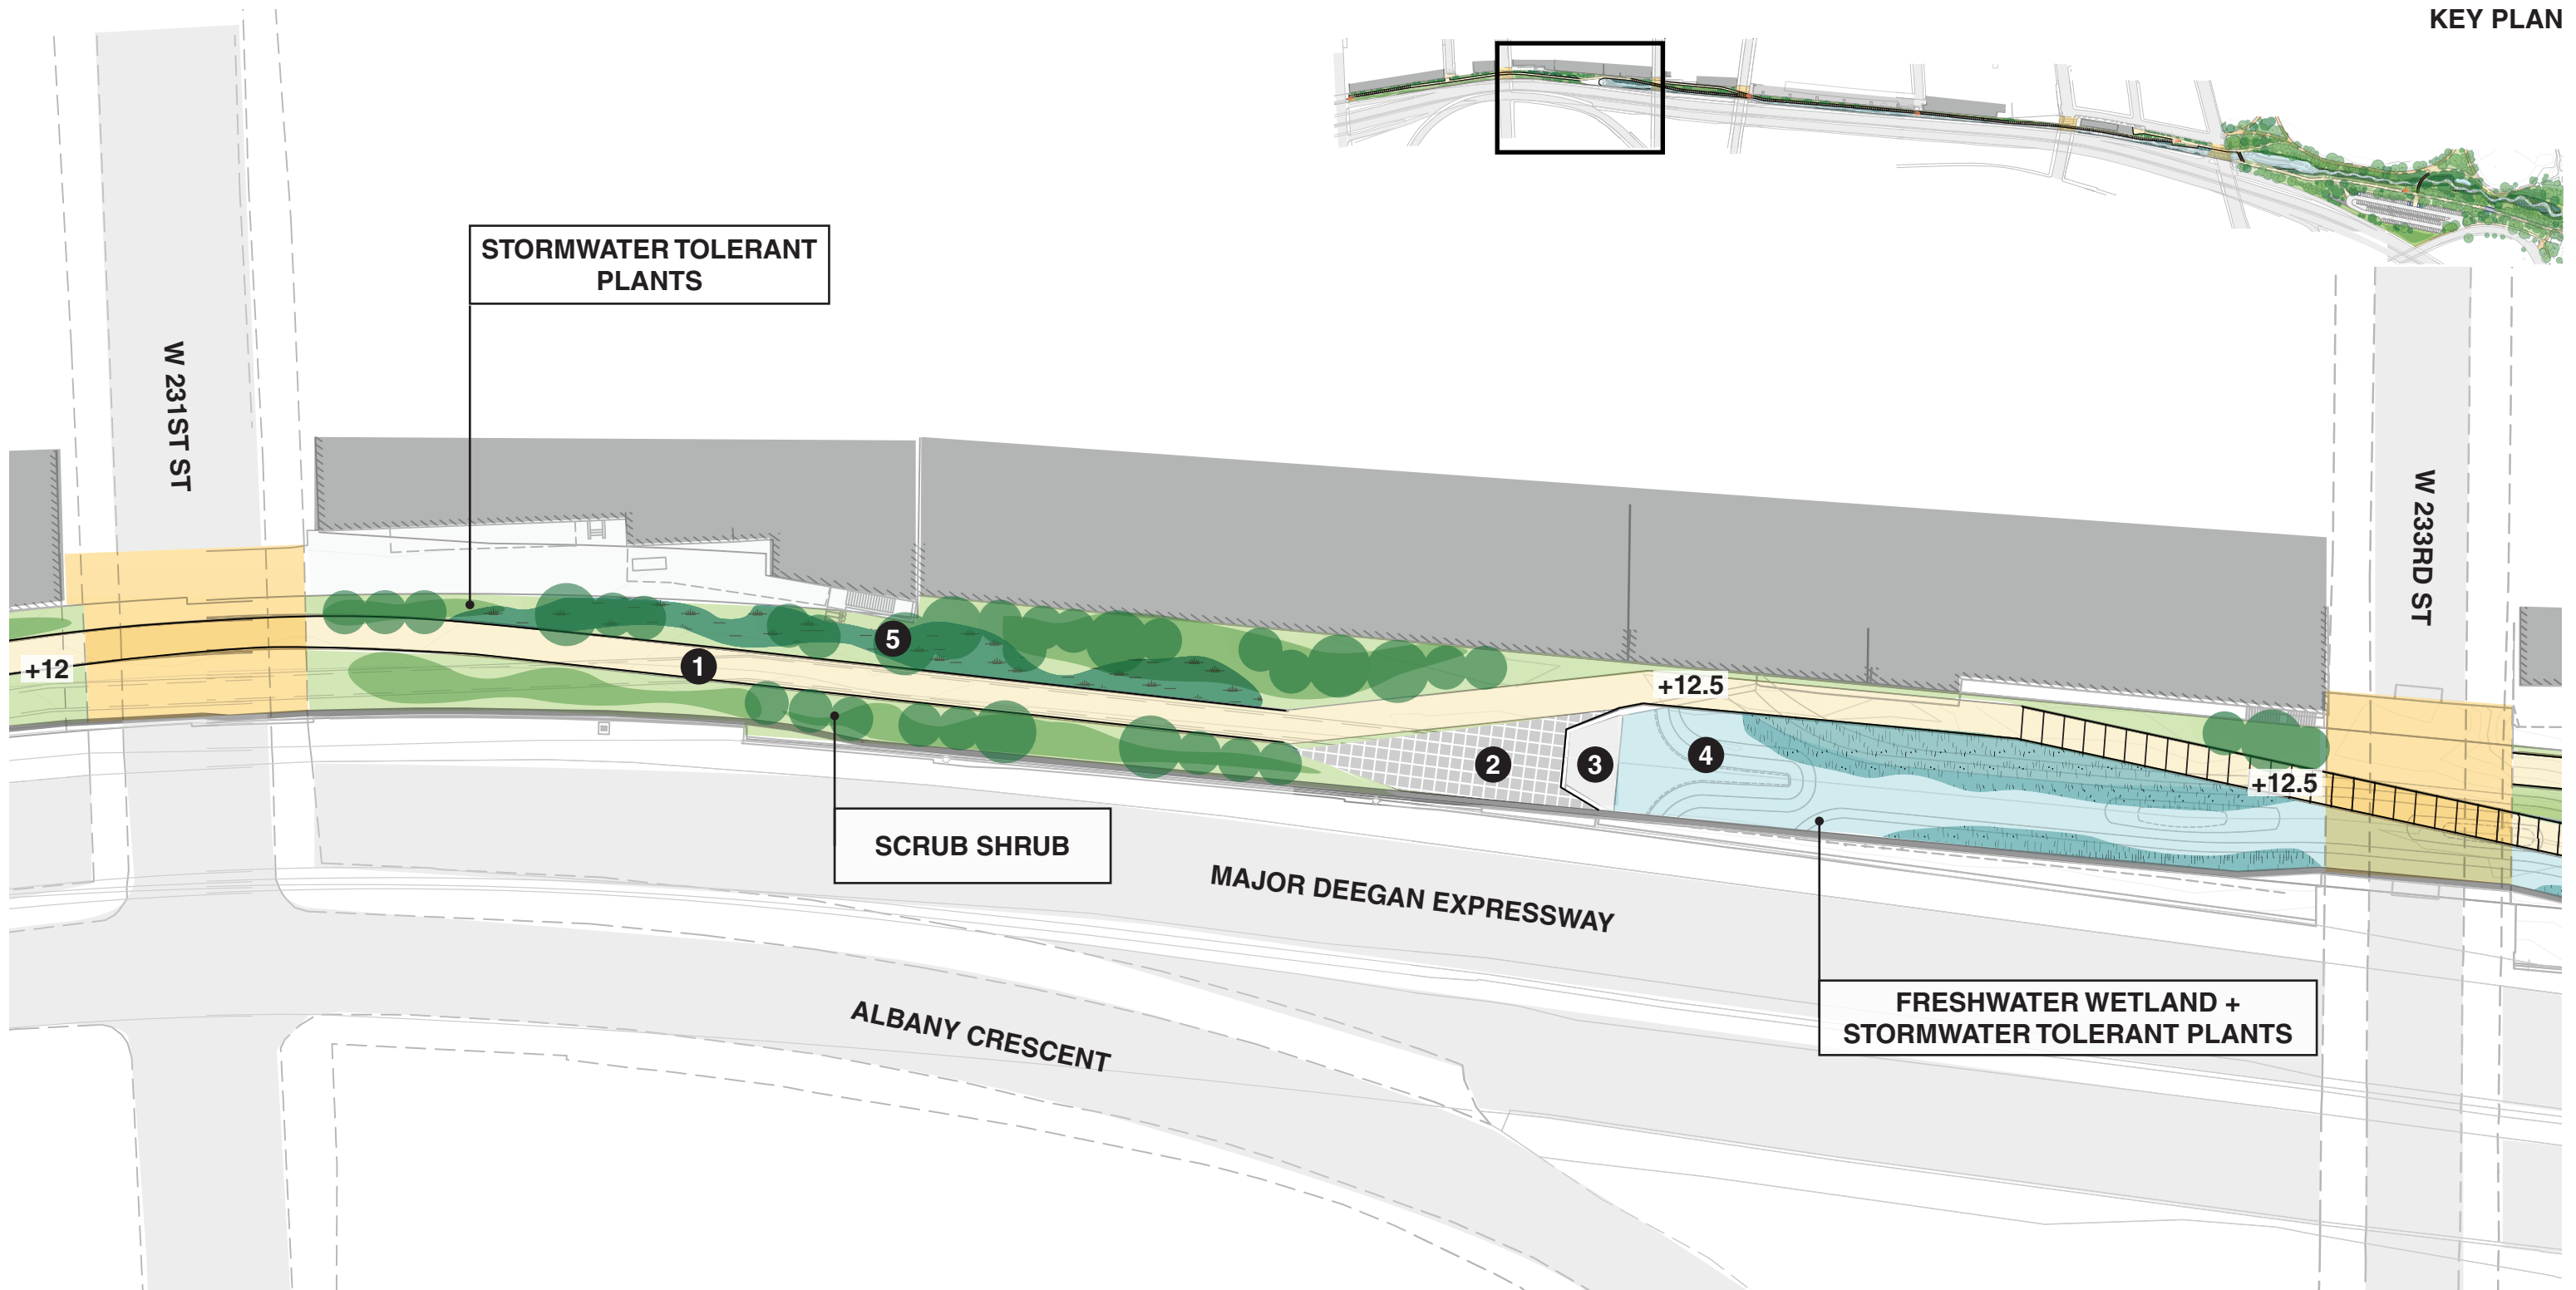 KEY PLAN
STORMWATER TOLERANT
PLANTS
W 231ST ST
W 233RD ST
5
1
+12
+12.5
2
3
4
+12.5
SCRUB SHRUB
MAJOR DEEGAN EXPRESSWAY
FRESHWATER WETLAND +
STORMWATER TOLERANT PLANTS
ALBANY CRESCENT